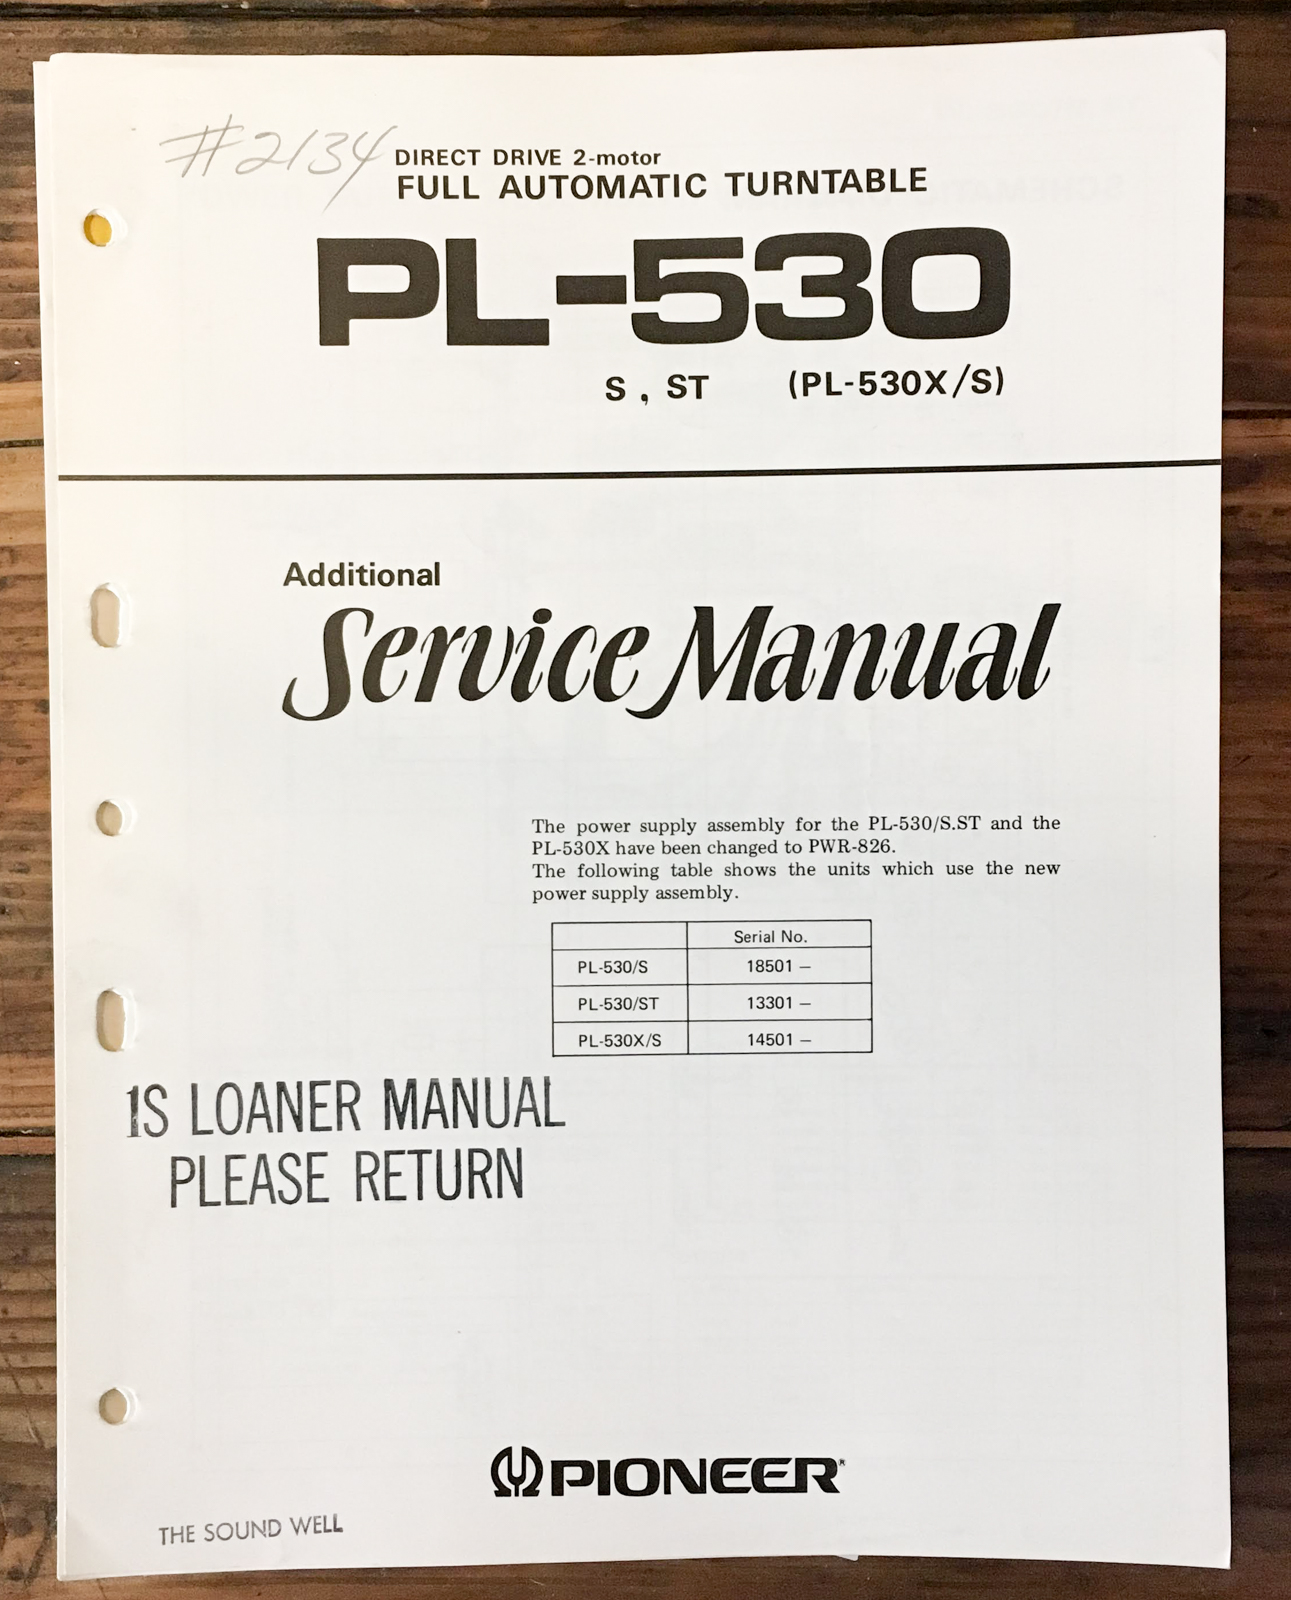 #2134
DIRECT DRIVE 2-motor
FULL AUTOMATIC TURNTABLE
PL-530
S , ST (PL-530X/S)
Additional
Service Manual
The power supply assembly for the PL-530/S.ST and the
PL-530X have been changed to PWR-826.
The following table shows the units which use the new
power supply assembly.
Serial No.
PL-530/S 18501 –
PL-530/ST 13301 –
PL-530X/S 14501 –
1S LOANER MANUAL
PLEASE RETURN
PIONEER®
THE SOUND WELL